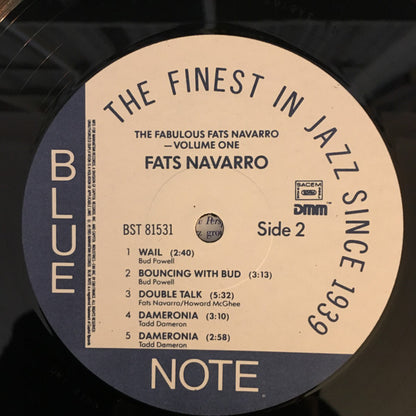 THE FINEST IN JAZZ SINCE 1939
THE FABULOUS FATS NAVARRO
—VOLUME ONE
FATS NAVARRO
SACEM
DMM
BST 81531
Side 2
1 WAIL (2:40)
Bud Powell
2 BOUNCING WITH BUD (3:13)
Bud Powell
3 DOUBLE TALK (5:32)
Fats Navarro/Howard McGhee
4 DAMERONIA (3:10)
Tadd Dameron
5 DAMERONIA (2:58)
Tadd Dameron
BLUE
NOTE